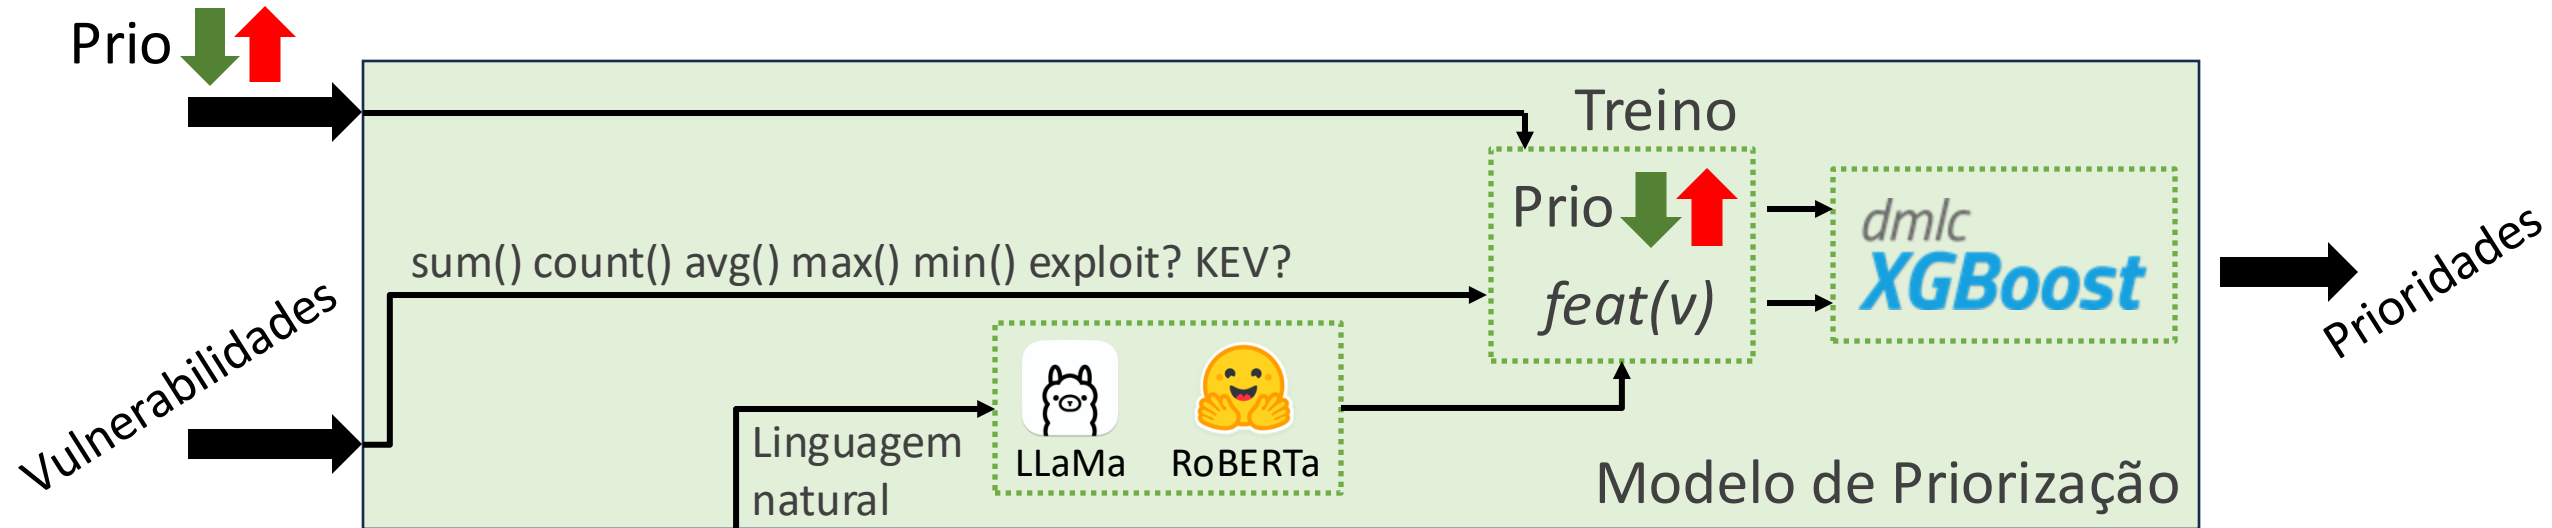 Prio
Treino
Prio
dmlc
XGBoost
sum() count() avg() max() min() exploit? KEV?
feat(v)
Vulnerabilidades
Prioridades
Linguagem
natural
LLaMa
RoBERTa
Modelo de Priorização